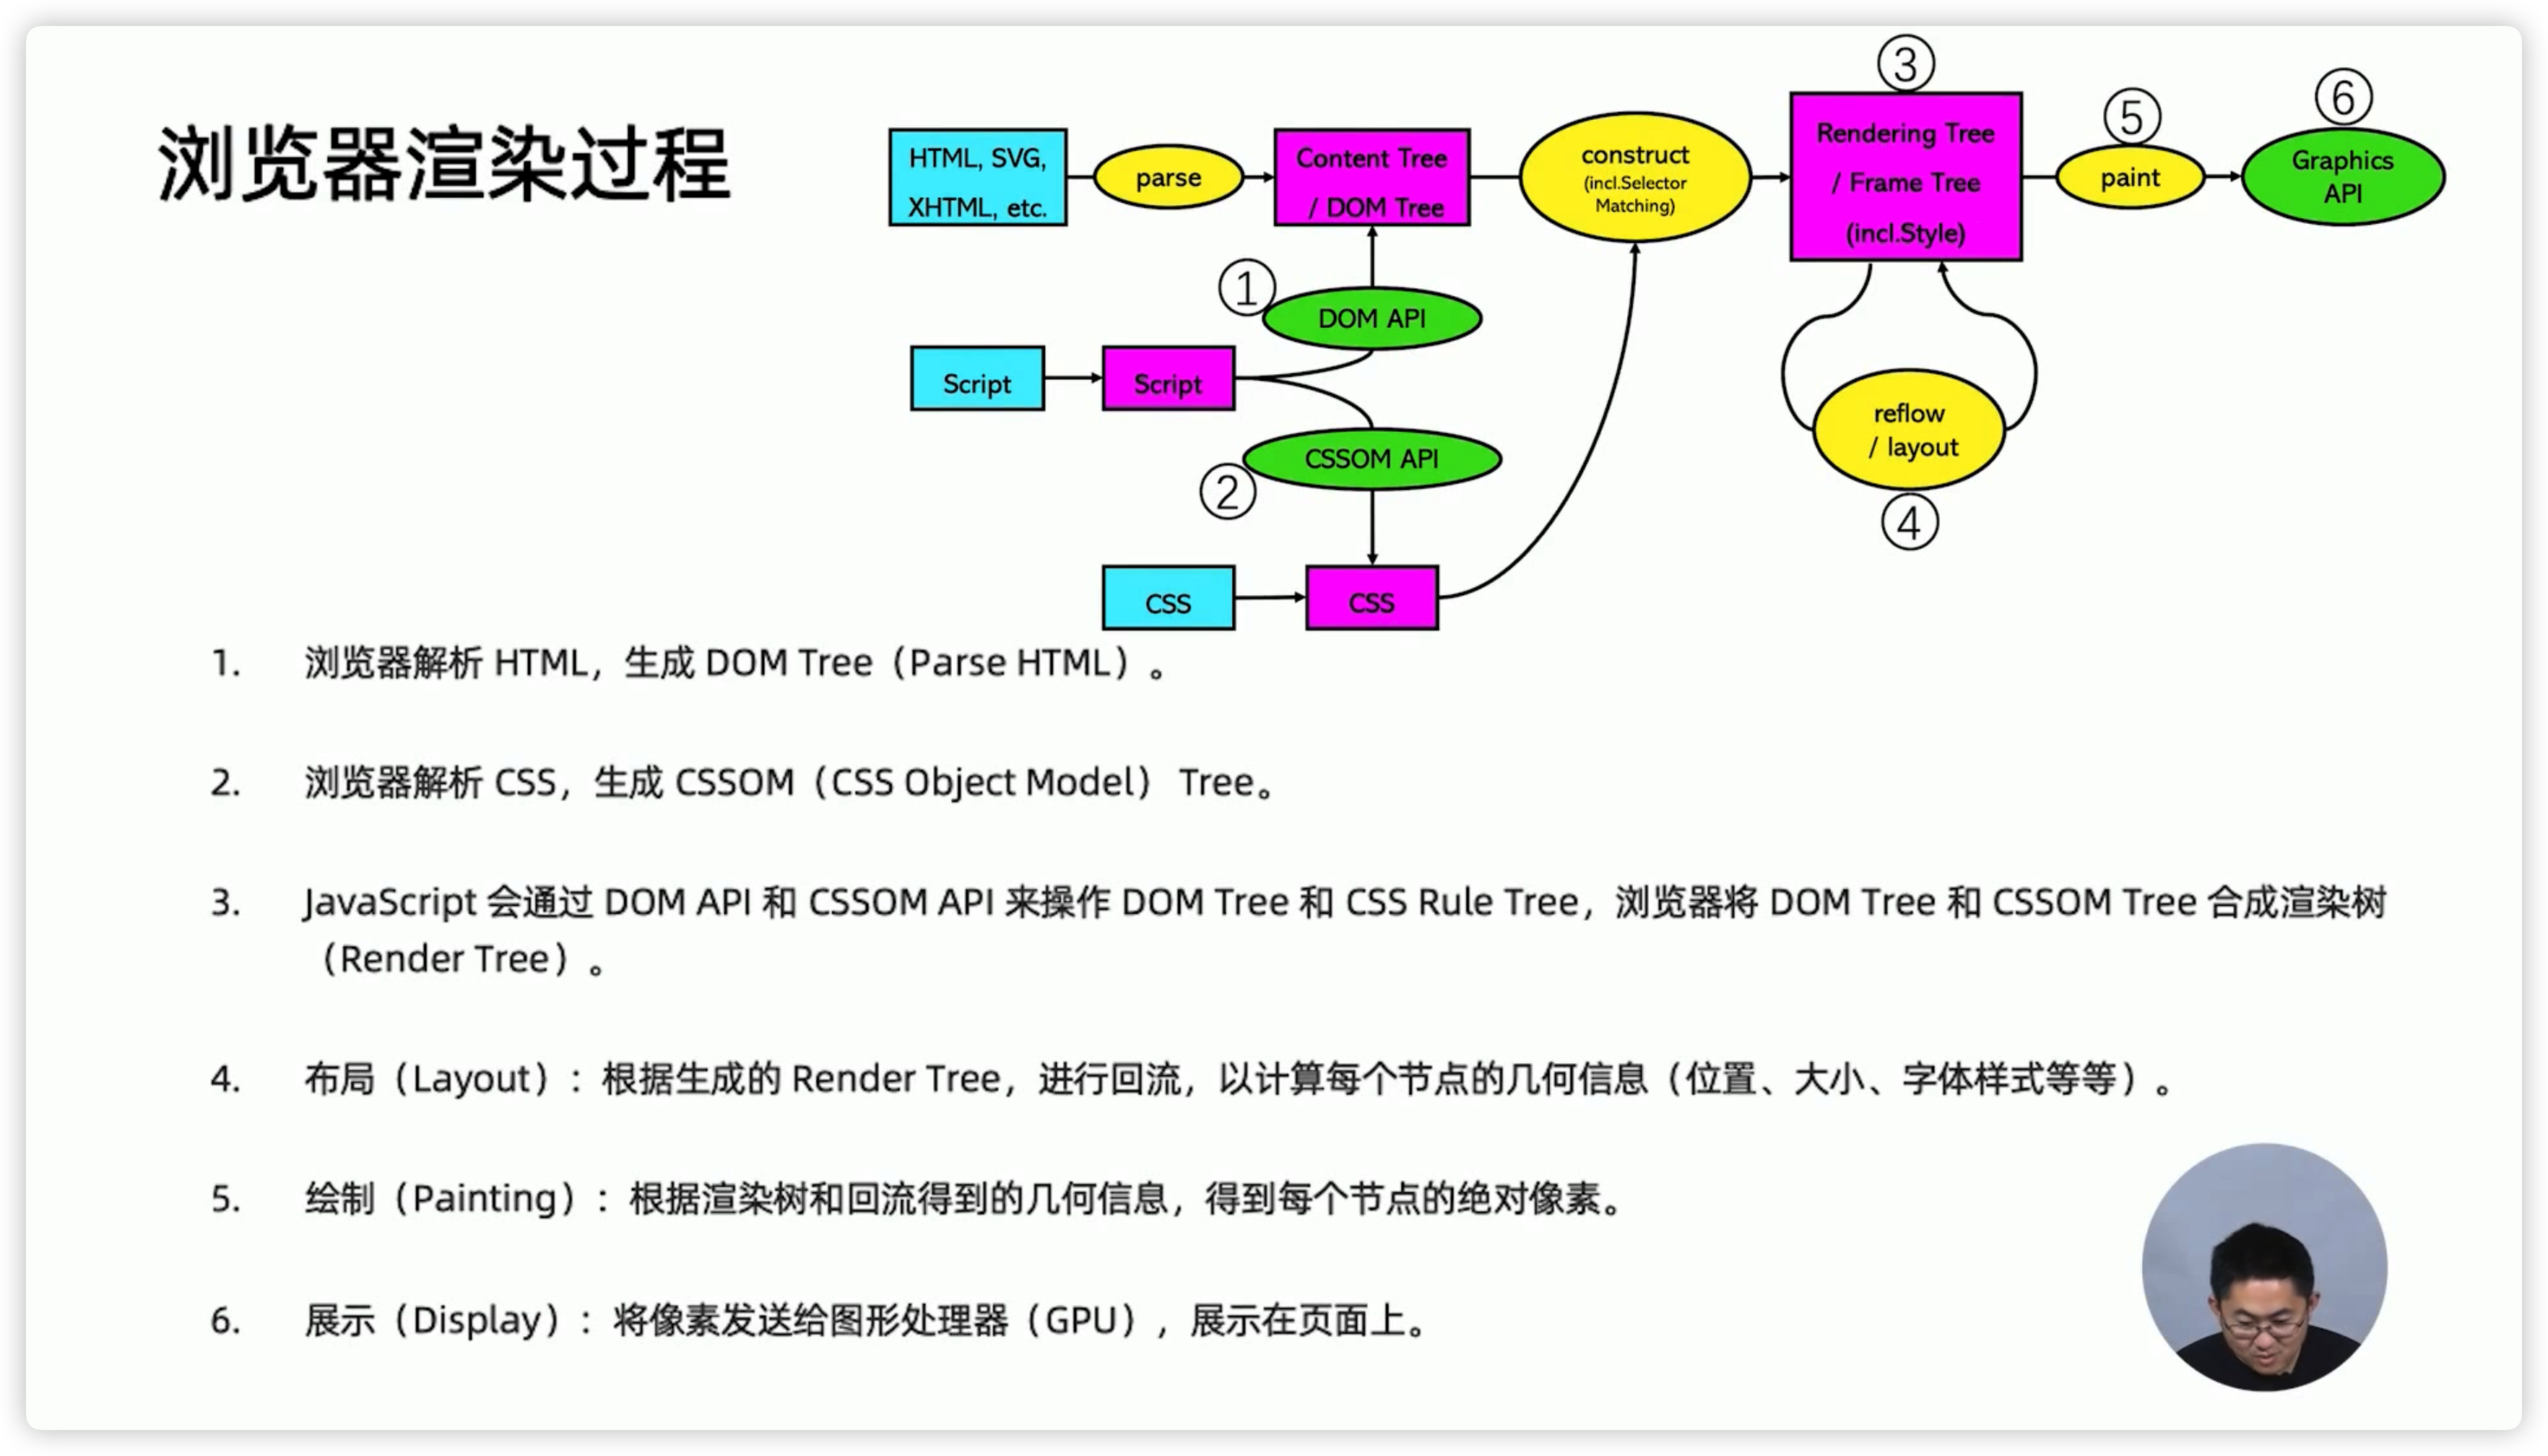 浏览器渲染过程
HTML, SVG,
XHTML, etc.
parse
Content Tree
/ DOM Tree
construct
(incl.Selector
Matching)
③
Rendering Tree
/ Frame Tree
(incl.Style)
⑤
paint
⑥
Graphics
API
①
DOM API
Script
Script
CSSOM API
②
reflow
/ layout
④
CSS
CSS
1. 浏览器解析 HTML，生成 DOM Tree（Parse HTML）。
2. 浏览器解析 CSS，生成 CSSOM（CSS Object Model） Tree。
3. JavaScript 会通过 DOM API 和 CSSOM API 来操作 DOM Tree 和 CSS Rule Tree，浏览器将 DOM Tree 和 CSSOM Tree 合成渲染树
（Render Tree）。
4. 布局（Layout）：根据生成的 Render Tree，进行回流，以计算每个节点的几何信息（位置、大小、字体样式等等）。
5. 绘制（Painting）：根据渲染树和回流得到的几何信息，得到每个节点的绝对像素。
6. 展示（Display）：将像素发送给图形处理器（GPU），展示在页面上。